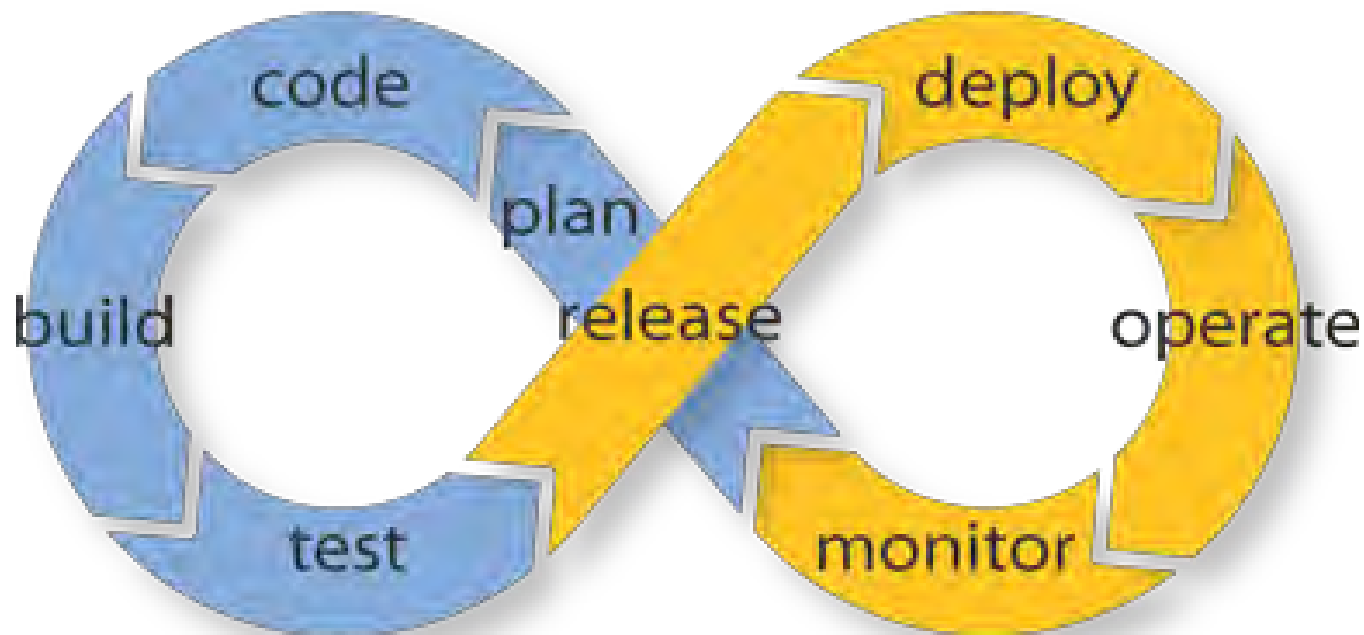 code
deploy
plan
build
release
operate
test
monitor